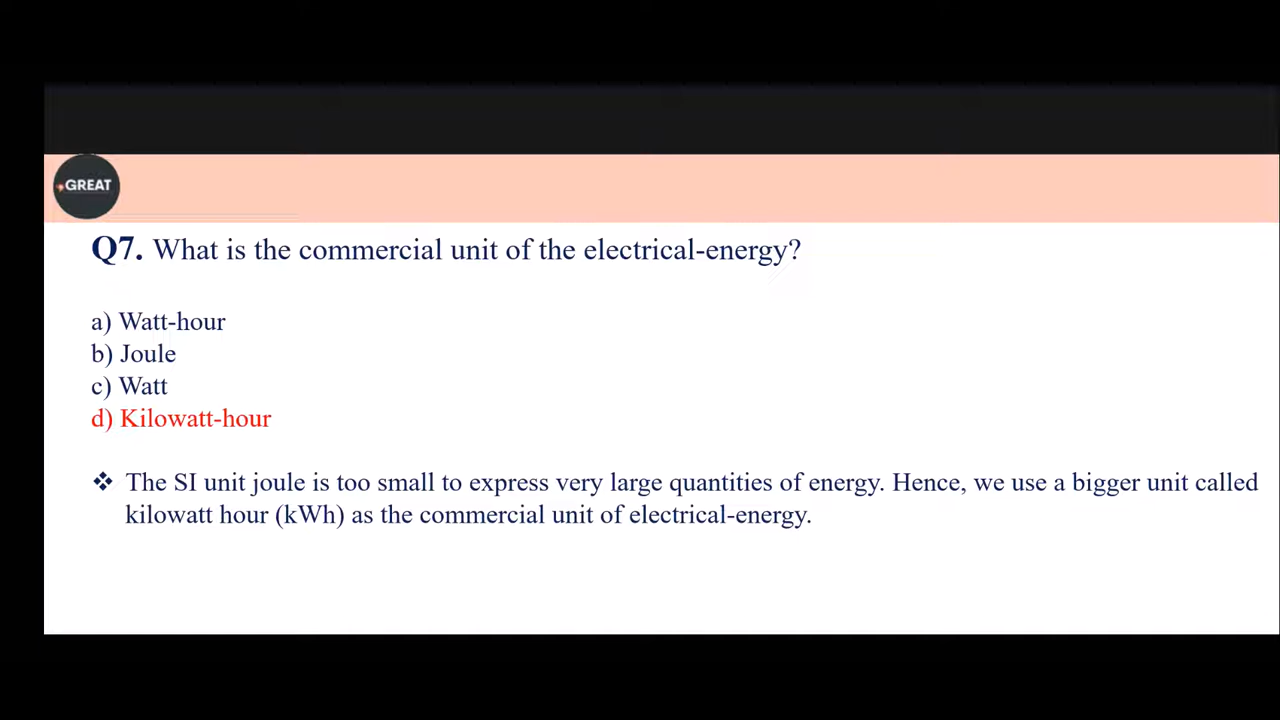 GREAT
Q7. What is the commercial unit of the electrical-energy?
a) Watt-hour
b) Joule
c) Watt
d) Kilowatt-hour
❖ The SI unit joule is too small to express very large quantities of energy. Hence, we use a bigger unit called
kilowatt hour (kWh) as the commercial unit of electrical-energy.